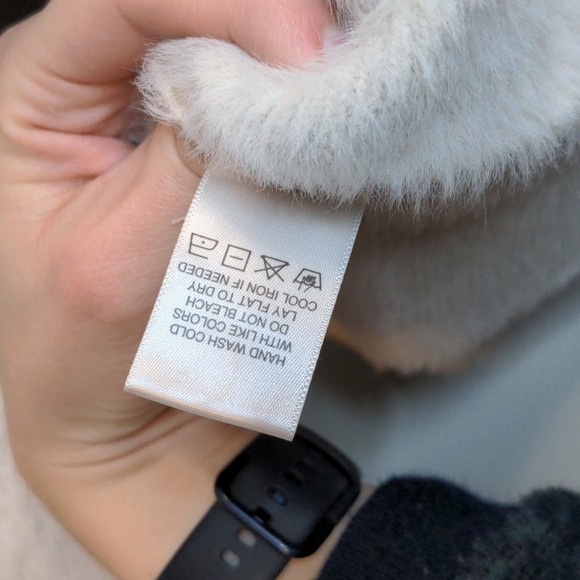 HAND WASH COLD
WITH LIKE COLORS
DO NOT BLEACH
LAY FLAT TO DRY
COOL IRON IF NEEDED